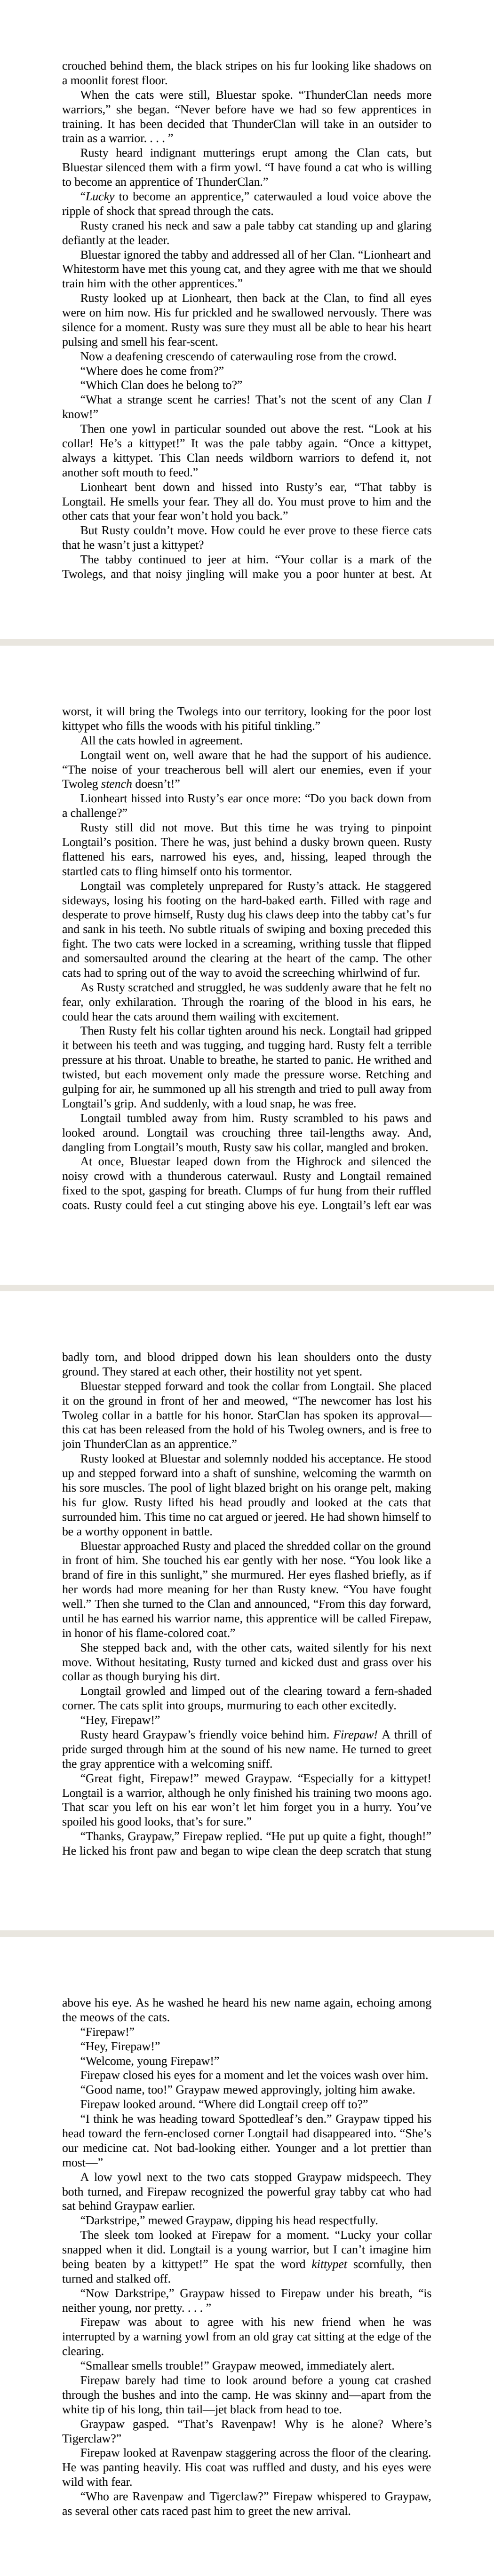 crouched behind them, the black stripes on his fur looking like shadows on
a moonlit forest floor.
When the cats were still, Bluestar spoke. “ThunderClan needs more
warriors,” she began. “Never before have we had so few apprentices in
training. It has been decided that ThunderClan will take in an outsider to
train as a warrior. . . . ”
Rusty heard indignant mutterings erupt among the Clan cats, but
Bluestar silenced them with a firm yowl. “I have found a cat who is willing
to become an apprentice of ThunderClan.”
“Lucky to become an apprentice,” caterwauled a loud voice above the
ripple of shock that spread through the cats.
Rusty craned his neck and saw a pale tabby cat standing up and glaring
defiantly at the leader.
Bluestar ignored the tabby and addressed all of her Clan. “Lionheart and
Whitestorm have met this young cat, and they agree with me that we should
train him with the other apprentices.”
Rusty looked up at Lionheart, then back at the Clan, to find all eyes
were on him now. His fur prickled and he swallowed nervously. There was
silence for a moment. Rusty was sure they must all be able to hear his heart
pulsing and smell his fear-scent.
Now a deafening crescendo of caterwauling rose from the crowd.
“Where does he come from?”
“Which Clan does he belong to?”
“What a strange scent he carries! That’s not the scent of any Clan I
know!”
Then one yowl in particular sounded out above the rest. “Look at his
collar! He’s a kittypet!” It was the pale tabby again. “Once a kittypet,
always a kittypet. This Clan needs wildborn warriors to defend it, not
another soft mouth to feed.”
Lionheart bent down and hissed into Rusty’s ear, “That tabby is
Longtail. He smells your fear. They all do. You must prove to him and the
other cats that your fear won’t hold you back.”
But Rusty couldn’t move. How could he ever prove to these fierce cats
that he wasn’t just a kittypet?
The tabby continued to jeer at him. “Your collar is a mark of the
Twolegs, and that noisy jingling will make you a poor hunter at best. At
worst, it will bring the Twolegs into our territory, looking for the poor lost
kittypet who fills the woods with his pitiful tinkling.”
All the cats howled in agreement.
Longtail went on, well aware that he had the support of his audience.
“The noise of your treacherous bell will alert our enemies, even if your
Twoleg stench doesn’t!”
Lionheart hissed into Rusty’s ear once more: “Do you back down from
a challenge?”
Rusty still did not move. But this time he was trying to pinpoint
Longtail’s position. There he was, just behind a dusky brown queen. Rusty
flattened his ears, narrowed his eyes, and, hissing, leaped through the
startled cats to fling himself onto his tormentor.
Longtail was completely unprepared for Rusty’s attack. He staggered
sideways, losing his footing on the hard-baked earth. Filled with rage and
desperate to prove himself, Rusty dug his claws deep into the tabby cat’s fur
and sank in his teeth. No subtle rituals of swiping and boxing preceded this
fight. The two cats were locked in a screaming, writhing tussle that flipped
and somersaulted around the clearing at the heart of the camp. The other
cats had to spring out of the way to avoid the screeching whirlwind of fur.
As Rusty scratched and struggled, he was suddenly aware that he felt no
fear, only exhilaration. Through the roaring of the blood in his ears, he
could hear the cats around them wailing with excitement.
Then Rusty felt his collar tighten around his neck. Longtail had gripped
it between his teeth and was tugging, and tugging hard. Rusty felt a terrible
pressure at his throat. Unable to breathe, he started to panic. He writhed and
twisted, but each movement only made the pressure worse. Retching and
gulping for air, he summoned up all his strength and tried to pull away from
Longtail’s grip. And suddenly, with a loud snap, he was free.
Longtail tumbled away from him. Rusty scrambled to his paws and
looked around. Longtail was crouching three tail-lengths away. And,
dangling from Longtail’s mouth, Rusty saw his collar, mangled and broken.
At once, Bluestar leaped down from the Highrock and silenced the
noisy crowd with a thunderous caterwaul. Rusty and Longtail remained
fixed to the spot, gasping for breath. Clumps of fur hung from their ruffled
coats. Rusty could feel a cut stinging above his eye. Longtail’s left ear was
badly torn, and blood dripped down his lean shoulders onto the dusty
ground. They stared at each other, their hostility not yet spent.
Bluestar stepped forward and took the collar from Longtail. She placed
it on the ground in front of her and meowed, “The newcomer has lost his
Twoleg collar in a battle for his honor. StarClan has spoken its approval—
this cat has been released from the hold of his Twoleg owners, and is free to
join ThunderClan as an apprentice.”
Rusty looked at Bluestar and solemnly nodded his acceptance. He stood
up and stepped forward into a shaft of sunshine, welcoming the warmth on
his sore muscles. The pool of light blazed bright on his orange pelt, making
his fur glow. Rusty lifted his head proudly and looked at the cats that
surrounded him. This time no cat argued or jeered. He had shown himself to
be a worthy opponent in battle.
Bluestar approached Rusty and placed the shredded collar on the ground
in front of him. She touched his ear gently with her nose. “You look like a
brand of fire in this sunlight,” she murmured. Her eyes flashed briefly, as if
her words had more meaning for her than Rusty knew. “You have fought
well.” Then she turned to the Clan and announced, “From this day forward,
until he has earned his warrior name, this apprentice will be called Firepaw,
in honor of his flame-colored coat.”
She stepped back and, with the other cats, waited silently for his next
move. Without hesitating, Rusty turned and kicked dust and grass over his
collar as though burying his dirt.
Longtail growled and limped out of the clearing toward a fern-shaded
corner. The cats split into groups, murmuring to each other excitedly.
“Hey, Firepaw!”
Rusty heard Graypaw’s friendly voice behind him. Firepaw! A thrill of
pride surged through him at the sound of his new name. He turned to greet
the gray apprentice with a welcoming sniff.
“Great fight, Firepaw!” mewed Graypaw. “Especially for a kittypet!
Longtail is a warrior, although he only finished his training two moons ago.
That scar you left on his ear won’t let him forget you in a hurry. You’ve
spoiled his good looks, that’s for sure.”
“Thanks, Graypaw,” Firepaw replied. “He put up quite a fight, though!”
He licked his front paw and began to wipe clean the deep scratch that stung
above his eye. As he washed he heard his new name again, echoing among
the meows of the cats.
“Firepaw!”
“Hey, Firepaw!”
“Welcome, young Firepaw!”
Firepaw closed his eyes for a moment and let the voices wash over him.
“Good name, too!” Graypaw mewed approvingly, jolting him awake.
Firepaw looked around. “Where did Longtail creep off to?”
“I think he was heading toward Spottedleaf’s den.” Graypaw tipped his
head toward the fern-enclosed corner Longtail had disappeared into. “She’s
our medicine cat. Not bad-looking either. Younger and a lot prettier than
most—”
A low yowl next to the two cats stopped Graypaw midspeech. They
both turned, and Firepaw recognized the powerful gray tabby cat who had
sat behind Graypaw earlier.
“Darkstripe,” mewed Graypaw, dipping his head respectfully.
The sleek tom looked at Firepaw for a moment. “Lucky your collar
snapped when it did. Longtail is a young warrior, but I can’t imagine him
being beaten by a kittypet!” He spat the word kittypet scornfully, then
turned and stalked off.
“Now Darkstripe,” Graypaw hissed to Firepaw under his breath, “is
neither young, nor pretty. . . . ”
Firepaw was about to agree with his new friend when he was
interrupted by a warning yowl from an old gray cat sitting at the edge of the
clearing.
“Smallear smells trouble!” Graypaw meowed, immediately alert.
Firepaw barely had time to look around before a young cat crashed
through the bushes and into the camp. He was skinny and—apart from the
white tip of his long, thin tail—jet black from head to toe.
Graypaw gasped. “That’s Ravenpaw! Why is he alone? Where’s
Tigerclaw?”
Firepaw looked at Ravenpaw staggering across the floor of the clearing.
He was panting heavily. His coat was ruffled and dusty, and his eyes were
wild with fear.
“Who are Ravenpaw and Tigerclaw?” Firepaw whispered to Graypaw,
as several other cats raced past him to greet the new arrival.